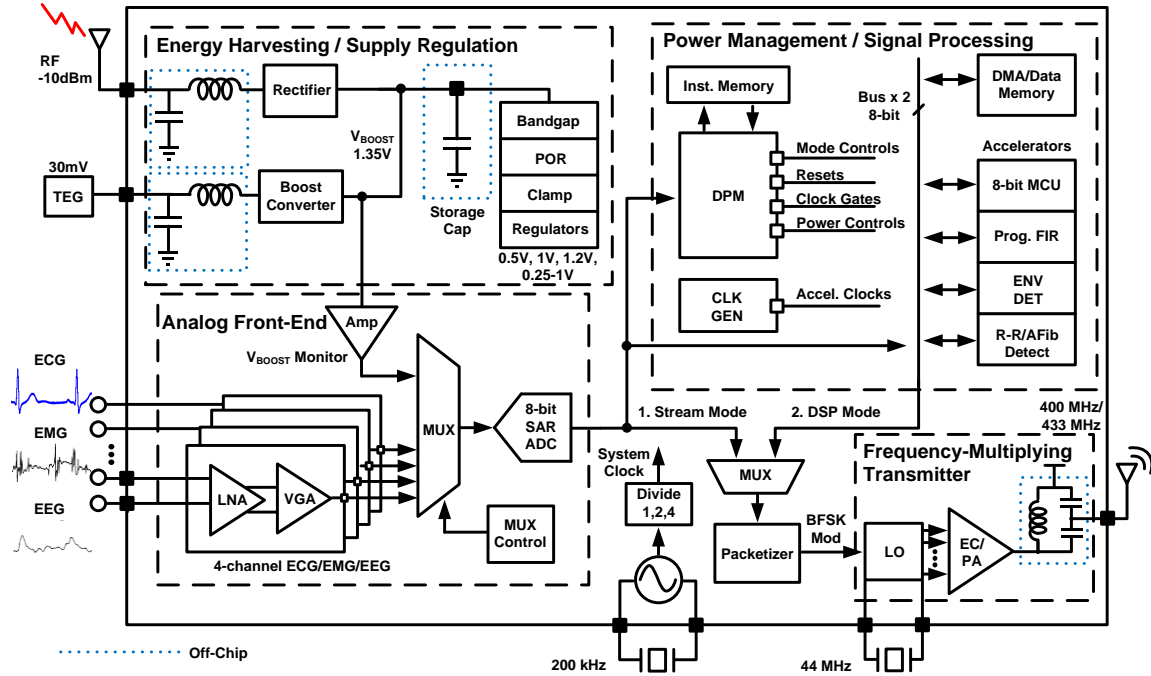 Energy Harvesting / Supply Regulation
RF
-10dBm
Rectifier
V_BOOST
1.35V
30mV
TEG
Boost
Converter
Storage
Cap
Bandgap
POR
Clamp
Regulators
0.5V, 1V, 1.2V,
0.25-1V
Power Management / Signal Processing
Inst. Memory
DPM
Mode Controls
Resets
Clock Gates
Power Controls
CLK
GEN
Accel. Clocks
Bus x 2
8-bit
DMA/Data
Memory
Accelerators
8-bit MCU
Prog. FIR
ENV
DET
R-R/AFib
Detect
Analog Front-End
Amp
V_BOOST Monitor
ECG
EMG
EEG
LNA
VGA
4-channel ECG/EMG/EEG
MUX
8-bit
SAR
ADC
MUX
Control
1. Stream Mode
2. DSP Mode
System
Clock
Divide
1,2,4
MUX
Packetizer
BFSK
Mod
400 MHz/
433 MHz
Frequency-Multiplying
Transmitter
LO
EC/
PA
200 kHz
44 MHz
Off-Chip